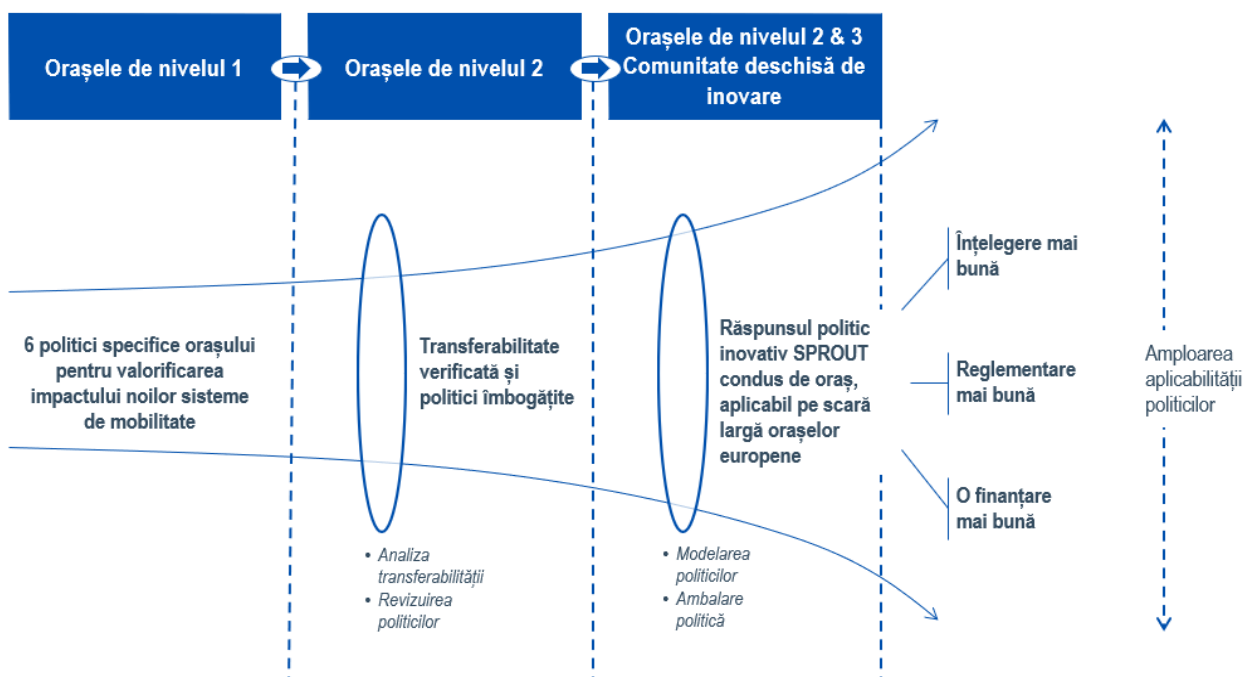 Orașele de nivelul 1
Orașele de nivelul 2
Orașele de nivelul 2 & 3
Comunitate deschisă de
inovare
6 politici specifice orașului
pentru valorificarea
impactului noilor sisteme
de mobilitate
Transferabilitate
verificată și
politici îmbogățite
Răspunsul politic
inovativ SPROUT
condus de oraș,
aplicabil pe scară
largă orașelor
europene
Înțelegere mai
bună
Reglementare
mai bună
O finanțare
mai bună
Amploarea
aplicabilității
politicilor
• Analiza
transferabilității
• Revizuirea
politicilor
• Modelarea
politicilor
• Ambalare
politică